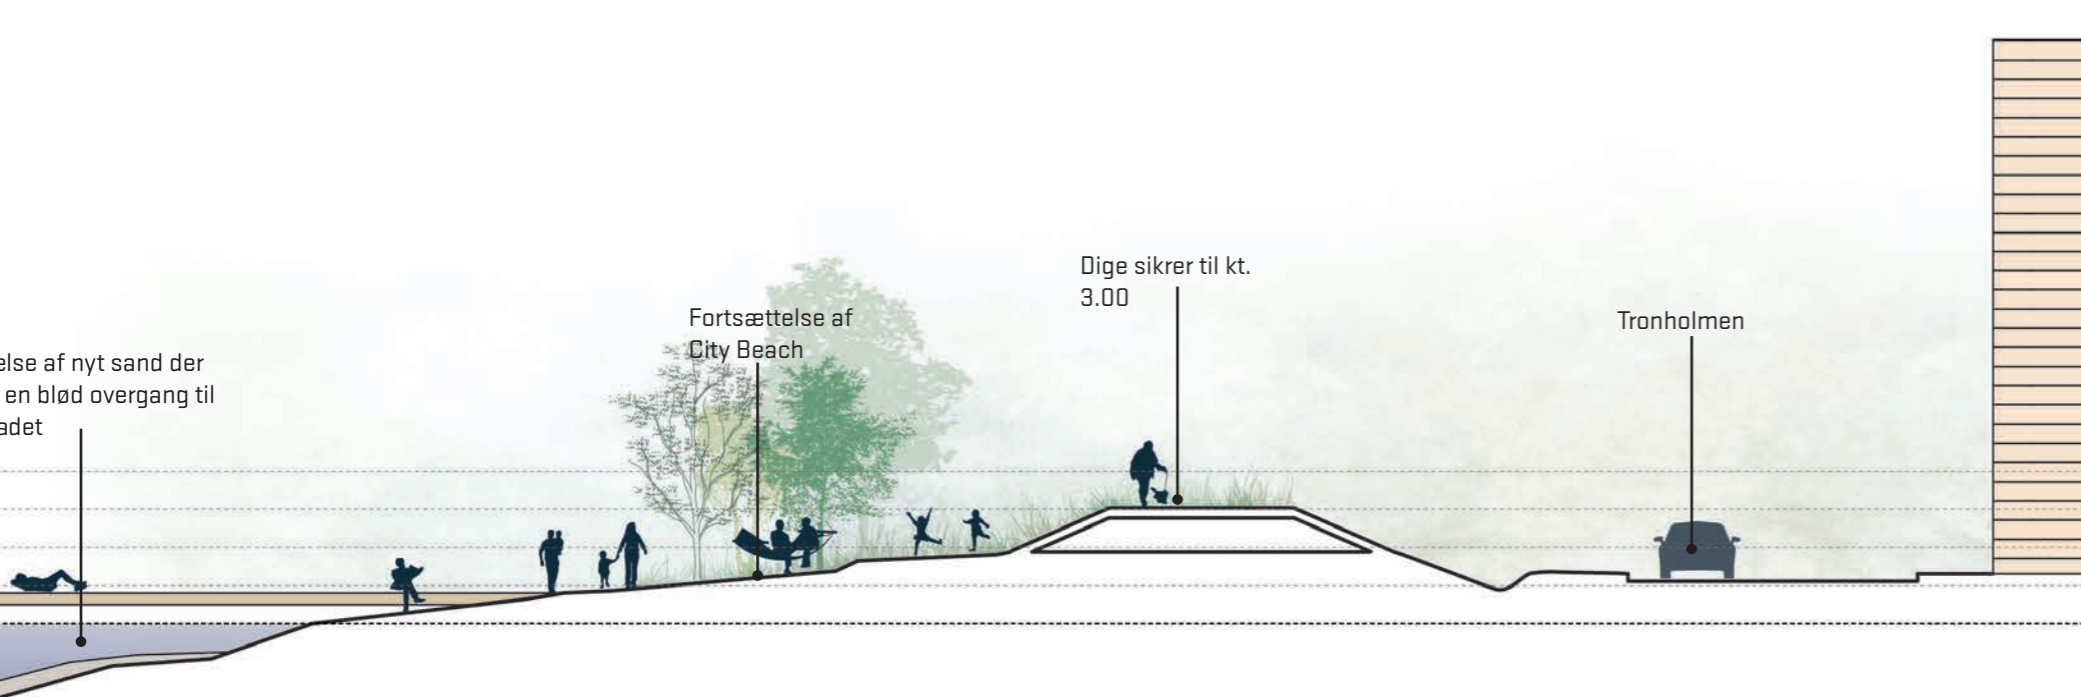 else af nyt sand der
en blød overgang til
adet
Fortsættelse af
City Beach
Dige sikrer til kt.
3.00
Tronholmen